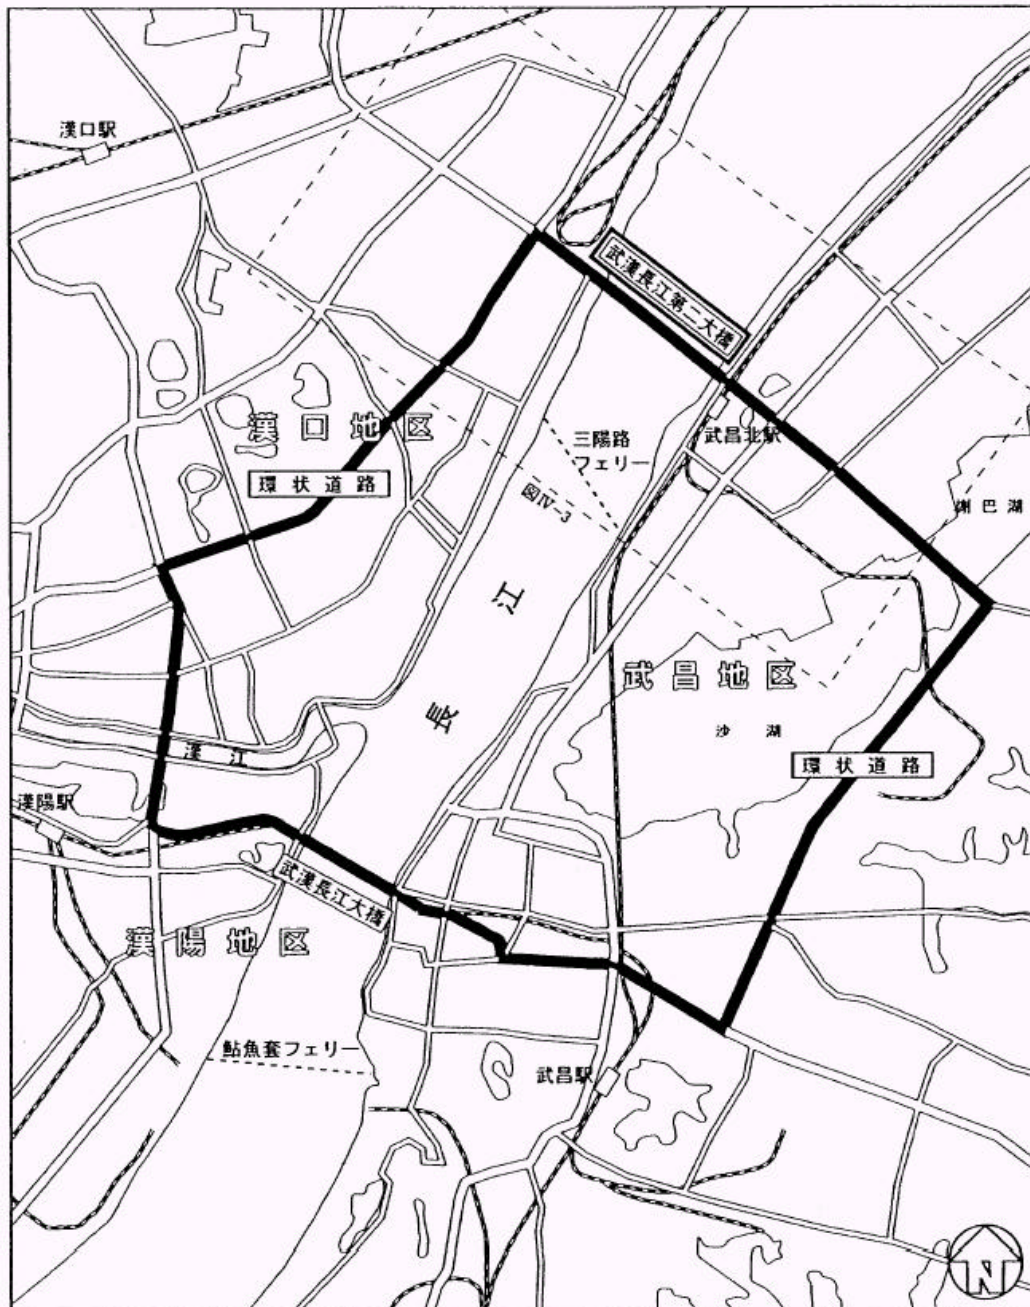 漢口駅
武漢長江第二大橋
漢口地区
三陽路
フェリー
武昌北駅
環状道路
図Ⅳ-3
巴湖
長江
武昌地区
沙湖
漢江
環状道路
漢陽駅
武漢長江大橋
漢陽地区
鮎魚套フェリー
武昌駅
N